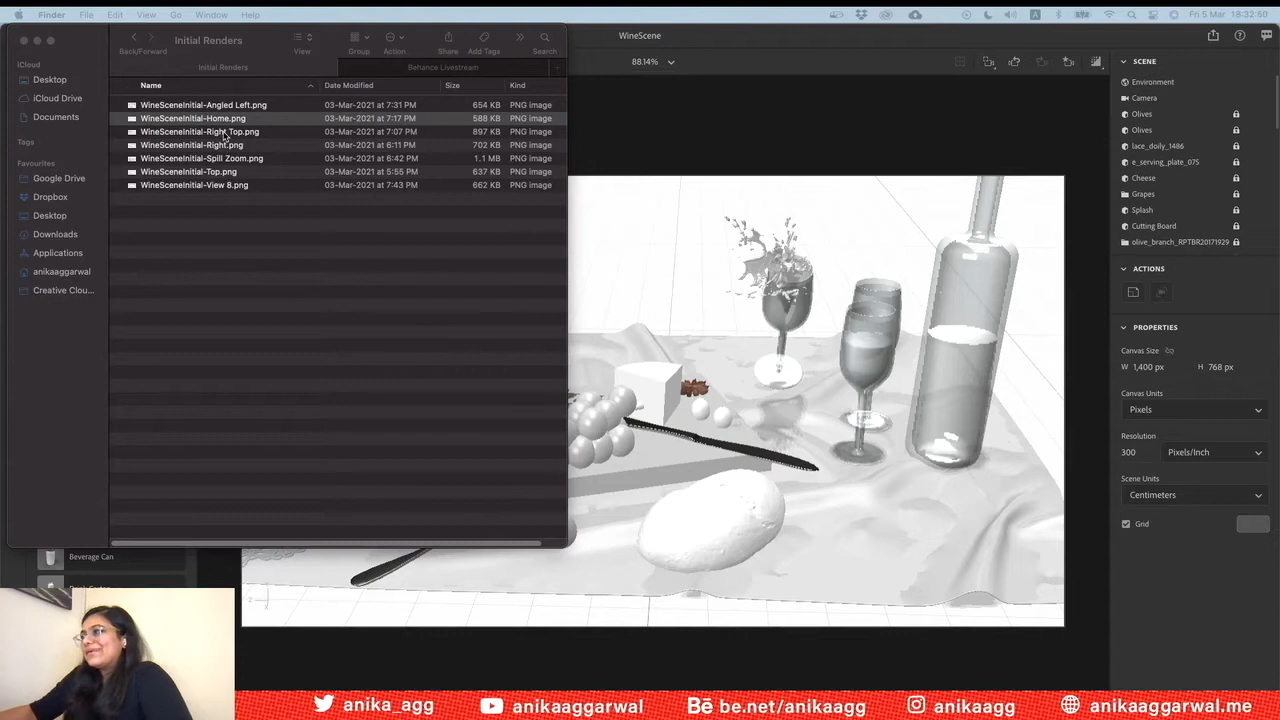 Finder File Edit View Go Window Help Fri 5 Mar 18:32:50
Initial Renders
Back/Forward View Group Action Share Add Tags Search
Initial Renders Behance Livestream
WineScene
88.14%
iCloud
Desktop
iCloud Drive
Documents
Tags
Favourites
Google Drive
Dropbox
Desktop
Downloads
Applications
anikaaggarwal
Creative Clou...
Name Date Modified Size Kind
WineSceneInitial-Angled Left.png 03-Mar-2021 at 7:31 PM 654 KB PNG image
WineSceneInitial-Home.png 03-Mar-2021 at 7:17 PM 588 KB PNG image
WineSceneInitial-Right Top.png 03-Mar-2021 at 7:07 PM 897 KB PNG image
WineSceneInitial-Right.png 03-Mar-2021 at 6:11 PM 702 KB PNG image
WineSceneInitial-Spill Zoom.png 03-Mar-2021 at 6:42 PM 1.1 MB PNG image
WineSceneInitial-Top.png 03-Mar-2021 at 5:55 PM 637 KB PNG image
WineSceneInitial-View 8.png 03-Mar-2021 at 7:43 PM 662 KB PNG image
Beverage Can
SCENE
Environment
Camera
Olives
Olives
lace_doily_1486
e_serving_plate_075
Cheese
Grapes
Splash
Cutting Board
olive_branch_RPTBR20171929
ACTIONS
PROPERTIES
Canvas Size
W 1,400 px H 768 px
Canvas Units
Pixels
Resolution
300 Pixels/Inch
Scene Units
Centimeters
Grid
anika_agg anikaaggarwal Bē be.net/anikaagg anikaagg anikaaggarwal.me